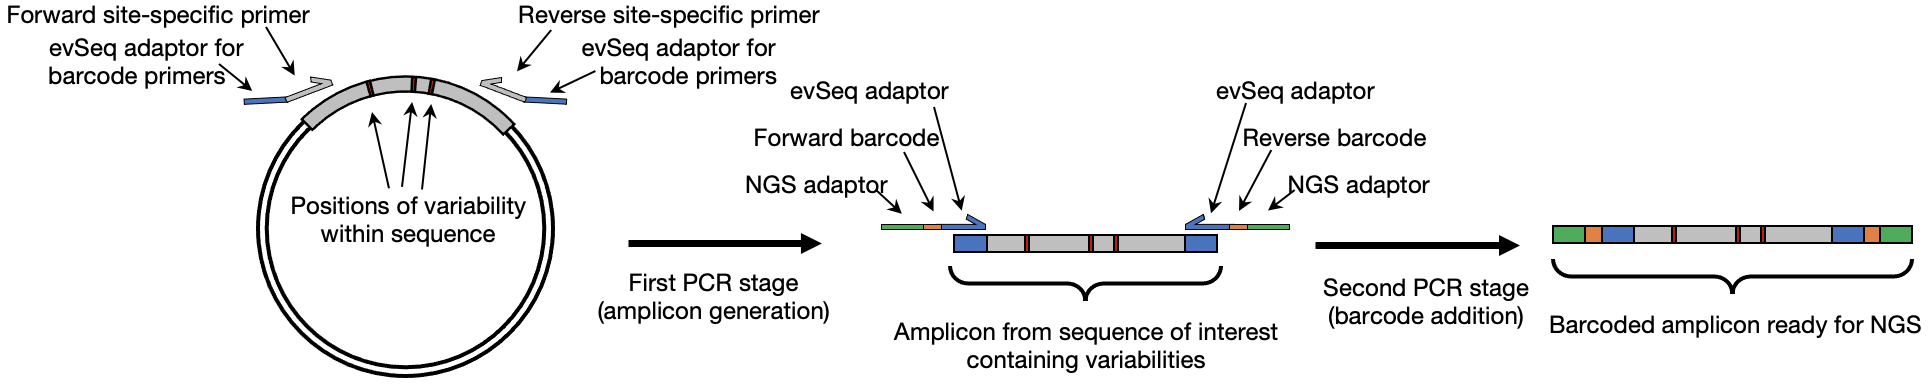 Forward site-specific primer
evSeq adaptor for
barcode primers
Reverse site-specific primer
evSeq adaptor for
barcode primers
Positions of variability
within sequence
First PCR stage
(amplicon generation)
evSeq adaptor
Forward barcode
NGS adaptor
evSeq adaptor
Reverse barcode
NGS adaptor
Amplicon from sequence of interest
containing variabilities
Second PCR stage
(barcode addition)
Barcoded amplicon ready for NGS